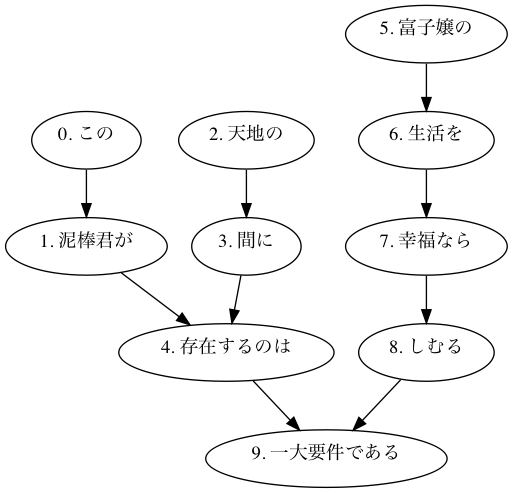 5. 富子嬢の
0. この
2. 天地の
6. 生活を
1. 泥棒君が
3. 間に
7. 幸福なら
4. 存在するのは
8. しむる
9. 一大要件である